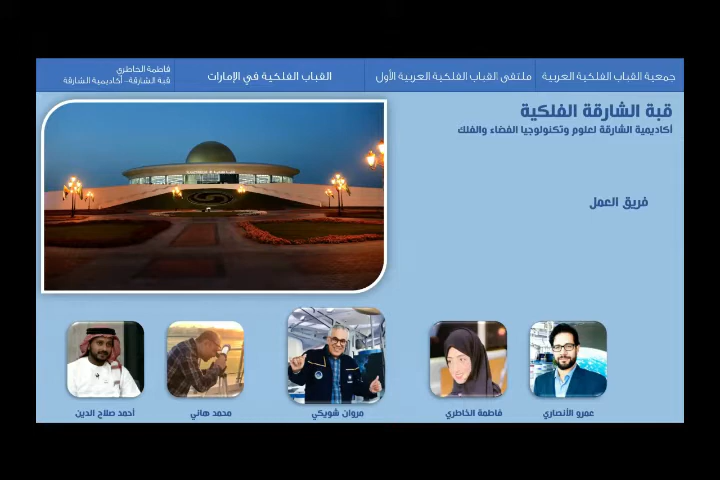 جمعية القباب الفلكية العربية
ملتقى القباب الفلكية العربية الأول
القباب الفلكية في الإمارات
فاطمة الخاطري
قبة الشارقة- أكاديمية الشارقة
قبة الشارقة الفلكية
أكاديمية الشارقة لعلوم وتكنولوجيا الفضاء والفلك
فريق العمل
عمرو الأنصاري
فاطمة الخاطري
مروان شويكي
محمد هاني
أحمد صلاح الدين